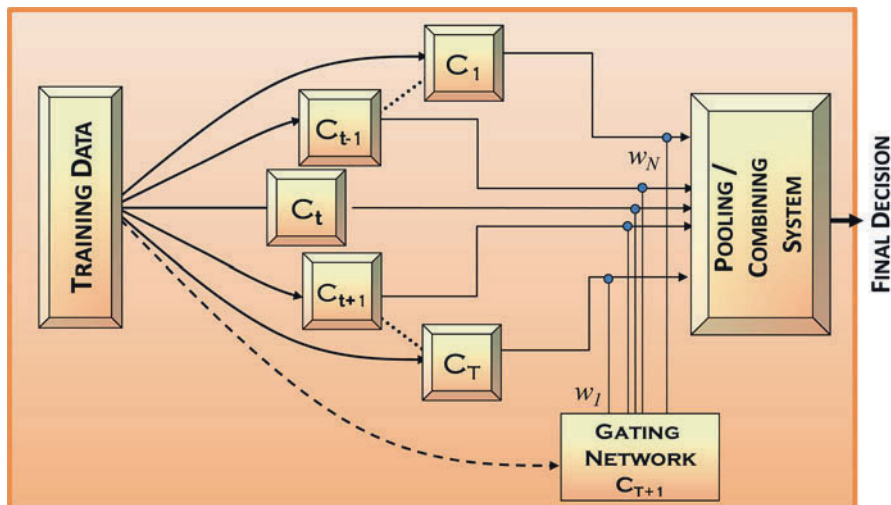 TRAINING DATA
C1
Ct-1
Ct
Ct+1
CT
wN
w1
GATING
NETWORK
CT+1
POOLING /
COMBINING
SYSTEM
FINAL DECISION